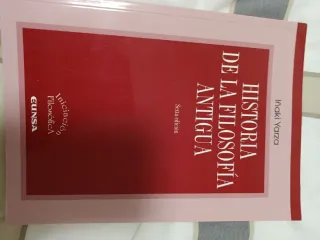 Iñaki Yarza
HISTORIA
DE LA FILOSOFÍA
ANTIGUA
Sexta edición
Iniciación
Filosófica
EUNSA